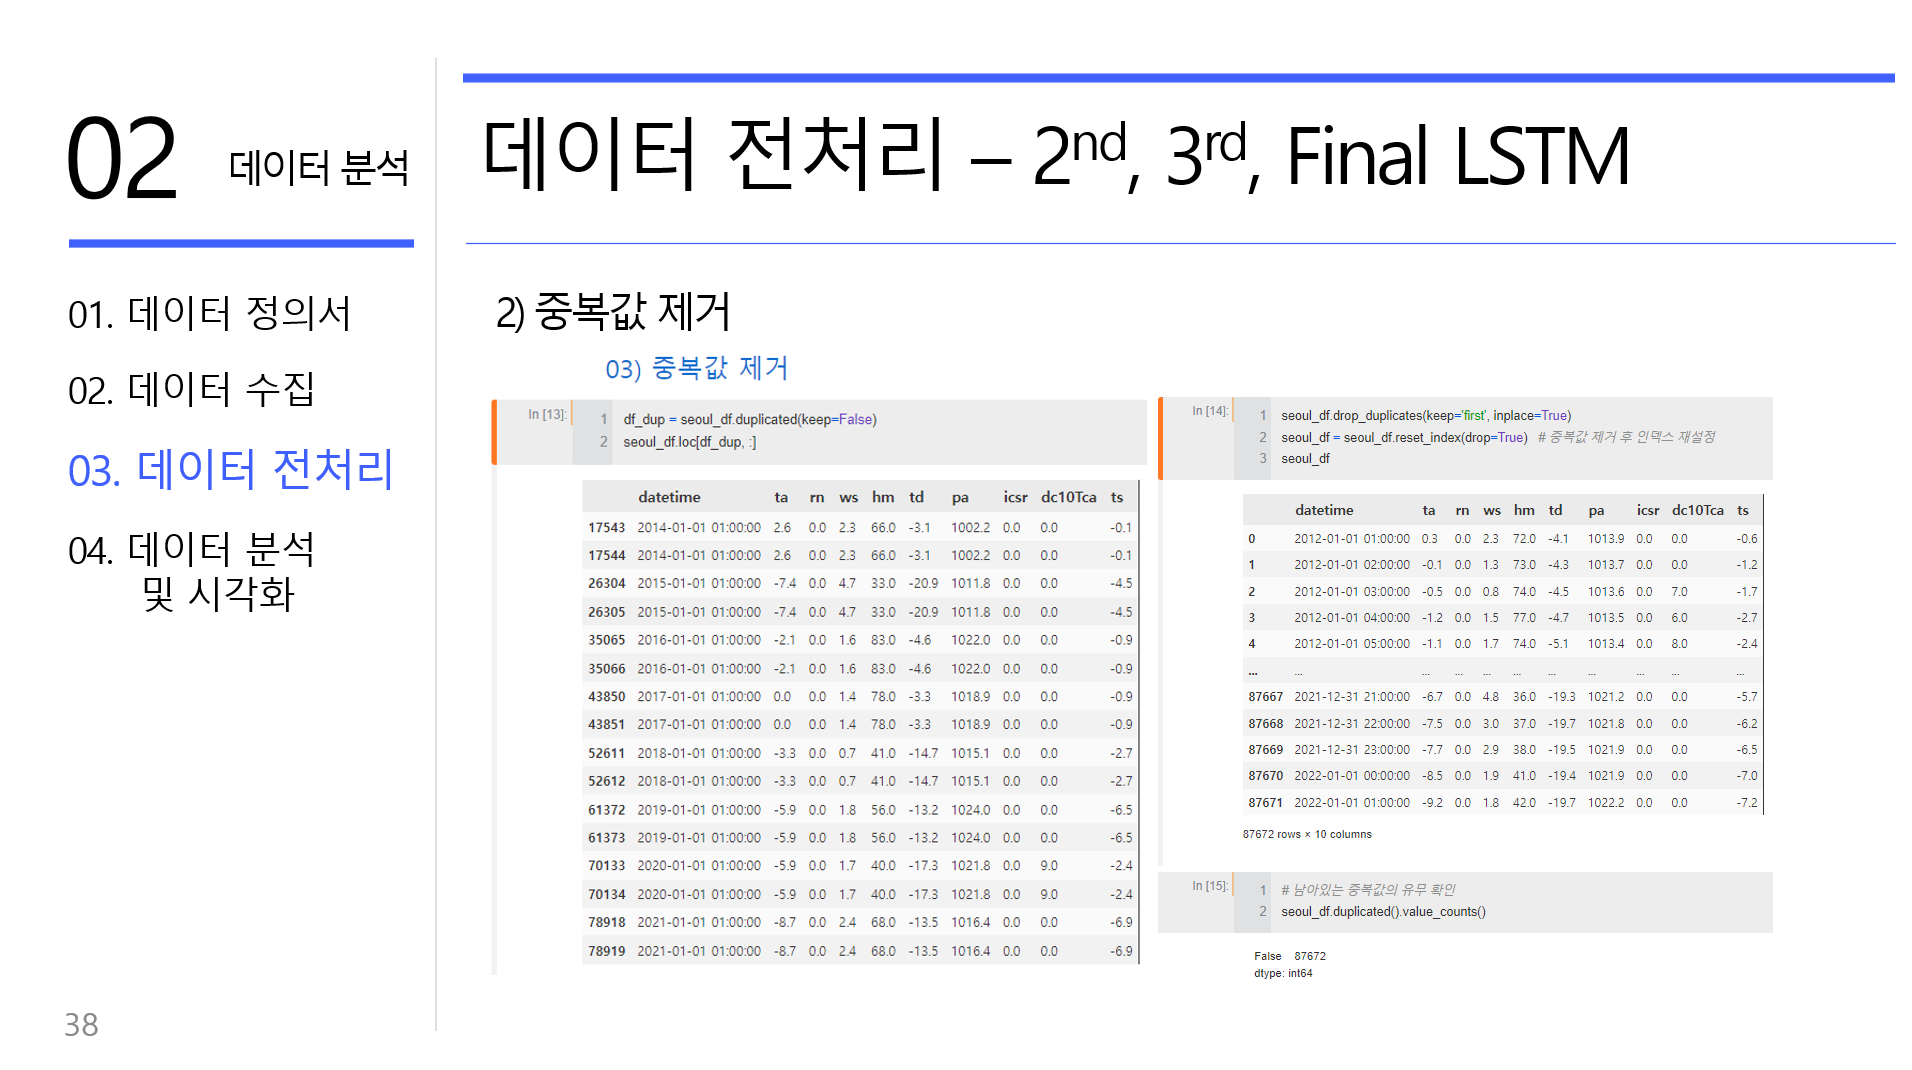 02 데이터 분석
01. 데이터 정의서
02. 데이터 수집
03. 데이터 전처리
04. 데이터 분석
및 시각화
38
데이터 전처리 – 2nd, 3rd, Final LSTM
2) 중복값 제거
03) 중복값 제거
In [13]:
1 df_dup = seoul_df.duplicated(keep=False)
2 seoul_df.loc[df_dup, :]
datetime ta rn ws hm td pa icsr dc10Tca ts
17543 2014-01-01 01:00:00 2.6 0.0 2.3 66.0 -3.1 1002.2 0.0 0.0 -0.1
17544 2014-01-01 01:00:00 2.6 0.0 2.3 66.0 -3.1 1002.2 0.0 0.0 -0.1
26304 2015-01-01 01:00:00 -7.4 0.0 4.7 33.0 -20.9 1011.8 0.0 0.0 -4.5
26305 2015-01-01 01:00:00 -7.4 0.0 4.7 33.0 -20.9 1011.8 0.0 0.0 -4.5
35065 2016-01-01 01:00:00 -2.1 0.0 1.6 83.0 -4.6 1022.0 0.0 0.0 -0.9
35066 2016-01-01 01:00:00 -2.1 0.0 1.6 83.0 -4.6 1022.0 0.0 0.0 -0.9
43850 2017-01-01 01:00:00 0.0 0.0 1.4 78.0 -3.3 1018.9 0.0 0.0 -0.9
43851 2017-01-01 01:00:00 0.0 0.0 1.4 78.0 -3.3 1018.9 0.0 0.0 -0.9
52611 2018-01-01 01:00:00 -3.3 0.0 0.7 41.0 -14.7 1015.1 0.0 0.0 -2.7
52612 2018-01-01 01:00:00 -3.3 0.0 0.7 41.0 -14.7 1015.1 0.0 0.0 -2.7
61372 2019-01-01 01:00:00 -5.9 0.0 1.8 56.0 -13.2 1024.0 0.0 0.0 -6.5
61373 2019-01-01 01:00:00 -5.9 0.0 1.8 56.0 -13.2 1024.0 0.0 0.0 -6.5
70133 2020-01-01 01:00:00 -5.9 0.0 1.7 40.0 -17.3 1021.8 0.0 9.0 -2.4
70134 2020-01-01 01:00:00 -5.9 0.0 1.7 40.0 -17.3 1021.8 0.0 9.0 -2.4
78918 2021-01-01 01:00:00 -8.7 0.0 2.4 68.0 -13.5 1016.4 0.0 0.0 -6.9
78919 2021-01-01 01:00:00 -8.7 0.0 2.4 68.0 -13.5 1016.4 0.0 0.0 -6.9
In [14]:
1 seoul_df.drop_duplicates(keep='first', inplace=True)
2 seoul_df = seoul_df.reset_index(drop=True) # 중복값 제거 후 인덱스 재설정
3 seoul_df
datetime ta rn ws hm td pa icsr dc10Tca ts
0 2012-01-01 01:00:00 0.3 0.0 2.3 72.0 -4.1 1013.9 0.0 0.0 -0.6
1 2012-01-01 02:00:00 -0.1 0.0 1.3 73.0 -4.3 1013.7 0.0 0.0 -1.2
2 2012-01-01 03:00:00 -0.5 0.0 0.8 74.0 -4.5 1013.6 0.0 7.0 -1.7
3 2012-01-01 04:00:00 -1.2 0.0 1.5 77.0 -4.7 1013.5 0.0 6.0 -2.7
4 2012-01-01 05:00:00 -1.1 0.0 1.7 74.0 -5.1 1013.4 0.0 8.0 -2.4
... ... ... ... ... ... ... ... ... ... ...
87667 2021-12-31 21:00:00 -6.7 0.0 4.8 36.0 -19.3 1021.2 0.0 0.0 -5.7
87668 2021-12-31 22:00:00 -7.5 0.0 3.0 37.0 -19.7 1021.8 0.0 0.0 -6.2
87669 2021-12-31 23:00:00 -7.7 0.0 2.9 38.0 -19.5 1021.9 0.0 0.0 -6.5
87670 2022-01-01 00:00:00 -8.5 0.0 1.9 41.0 -19.4 1021.9 0.0 0.0 -7.0
87671 2022-01-01 01:00:00 -9.2 0.0 1.8 42.0 -19.7 1022.2 0.0 0.0 -7.2
87672 rows × 10 columns
In [15]:
1 # 남아있는 중복값의 유무 확인
2 seoul_df.duplicated().value_counts()
False 87672
dtype: int64